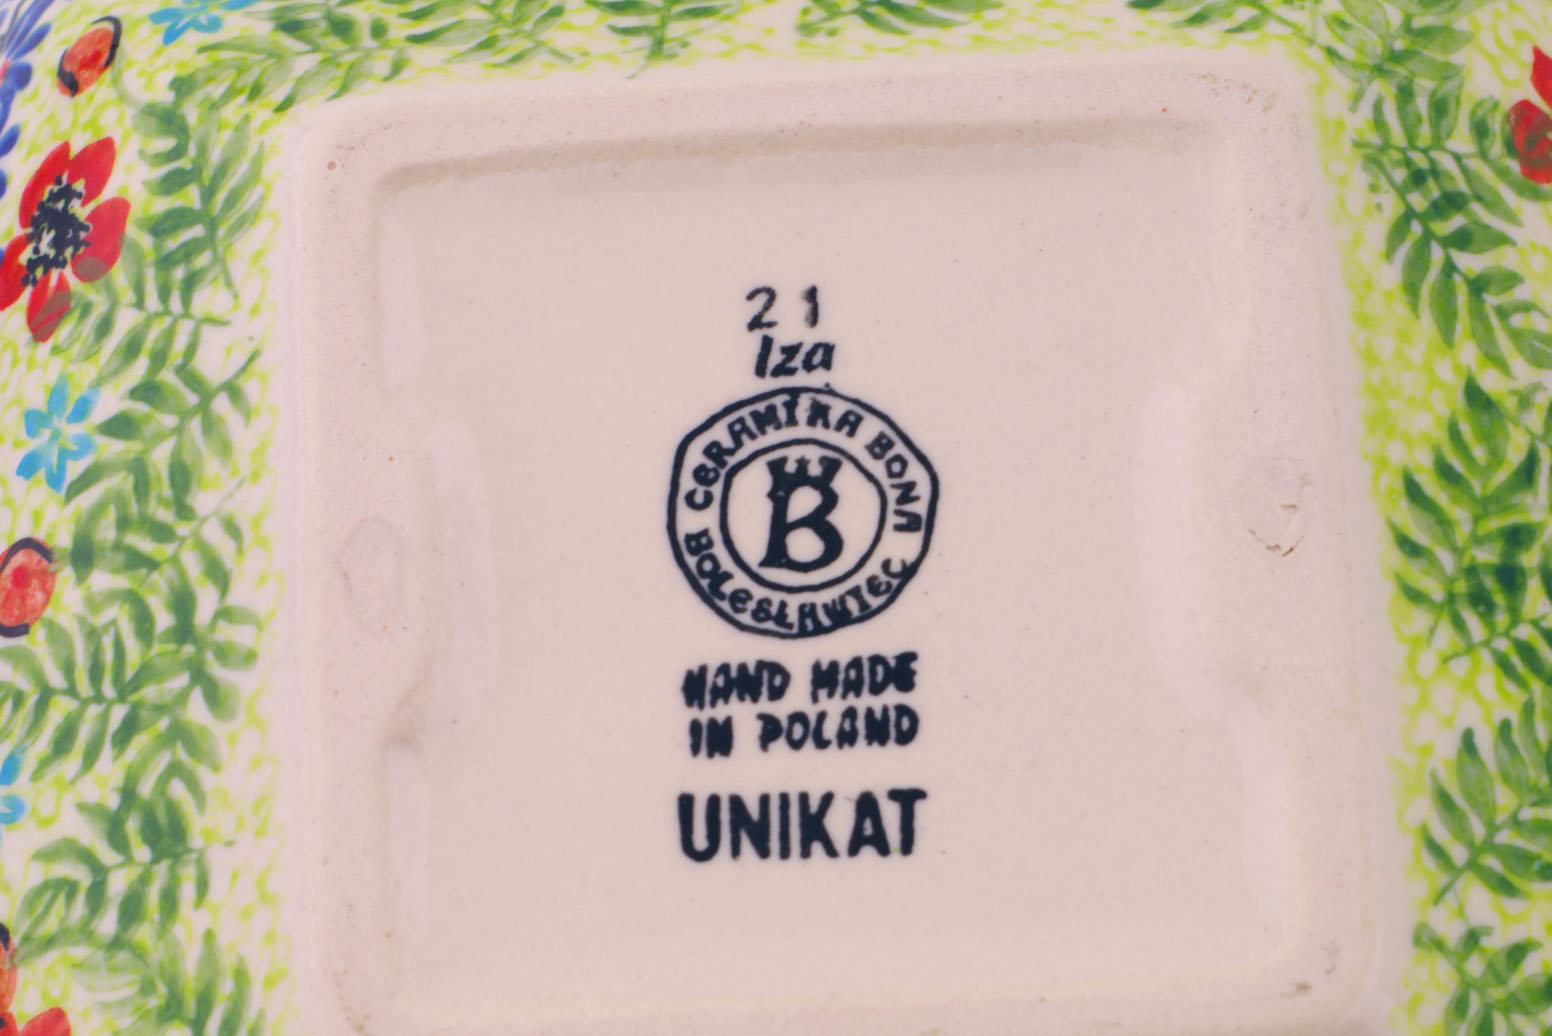 21
Iza
CERAMIKA BONA
B
BOLESŁAWIEC
HAND MADE
IN POLAND
UNIKAT